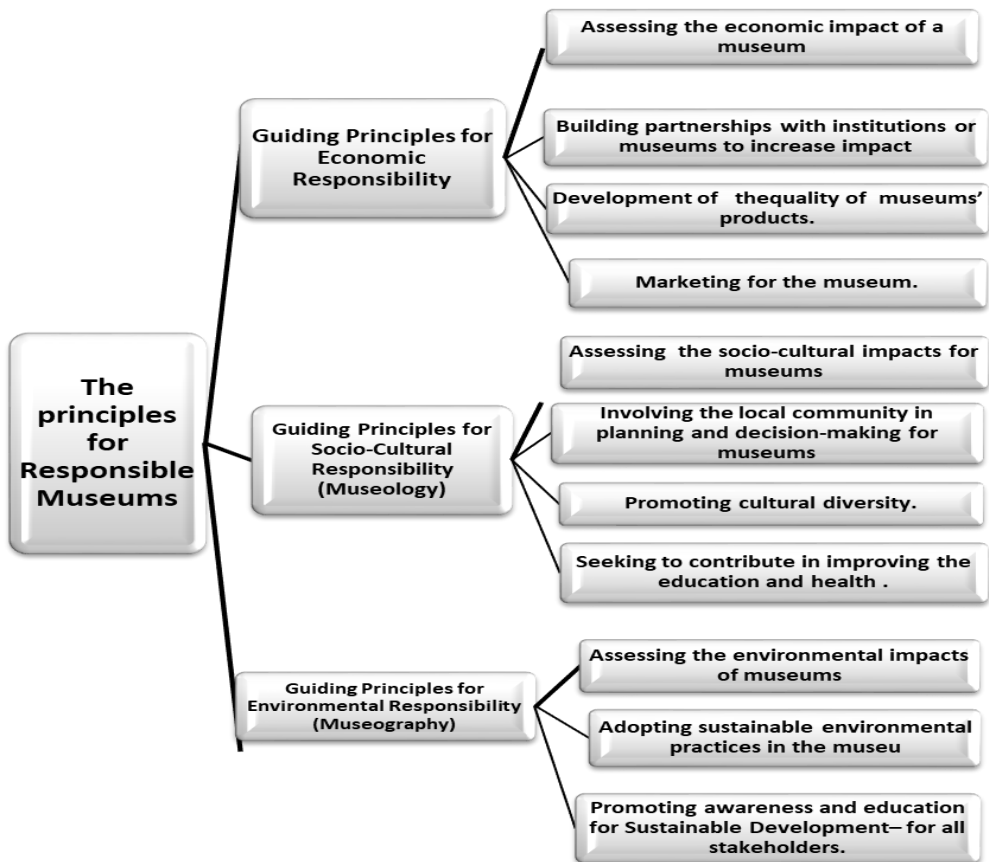 The
principles
for
Responsible
Museums
Guiding Principles for
Economic
Responsibility
Assessing the economic impact of a
museum
Building partnerships with institutions or
museums to increase impact
Development of thequality of museums’
products.
Marketing for the museum.
Guiding Principles for
Socio-Cultural
Responsibility
(Museology)
Assessing the socio-cultural impacts for
museums
Involving the local community in
planning and decision-making for
museums
Promoting cultural diversity.
Seeking to contribute in improving the
education and health .
Guiding Principles for
Environmental Responsibility
(Museography)
Assessing the environmental impacts
of museums
Adopting sustainable environmental
practices in the museu
Promoting awareness and education
for Sustainable Development– for all
stakeholders.